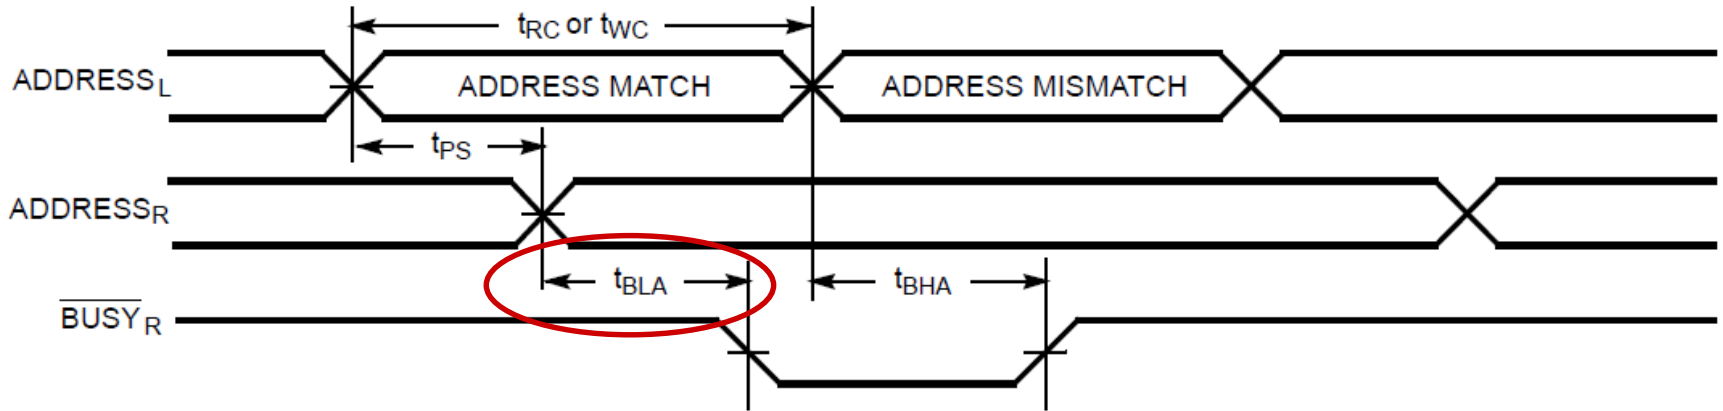 tRC or tWC
ADDRESSL ADDRESS MATCH ADDRESS MISMATCH
tPS
ADDRESSR
tBLA tBHA
BUSYR